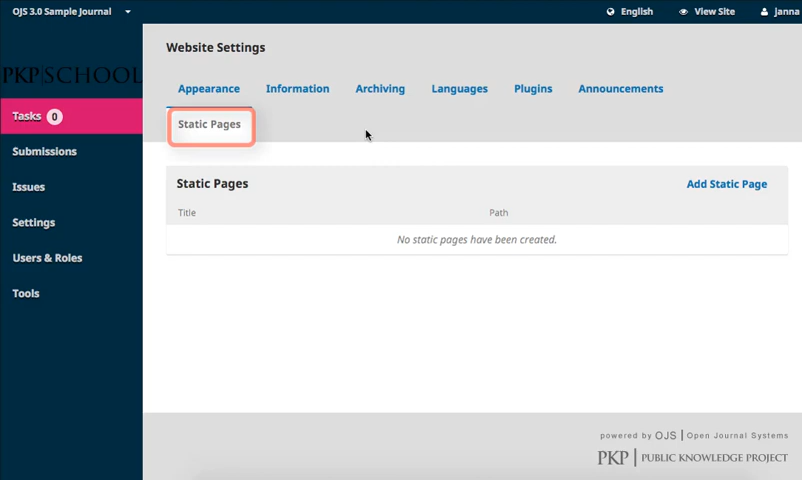 OJS 3.0 Sample Journal
English
View Site
janna
PKP|SCHOOL
Website Settings
Appearance
Information
Archiving
Languages
Plugins
Announcements
Static Pages
Tasks 0
Submissions
Issues
Settings
Users & Roles
Tools
Static Pages
Add Static Page
Title
Path
No static pages have been created.
powered by OJS | Open Journal Systems
PKP | PUBLIC KNOWLEDGE PROJECT